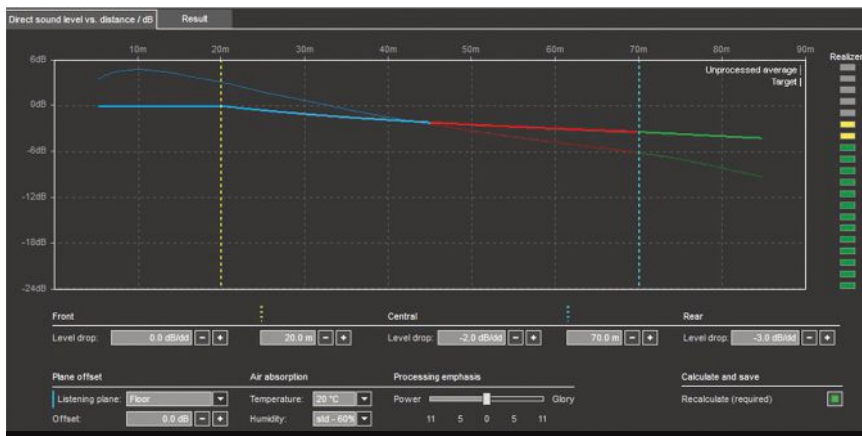 Direct sound level vs. distance / dB Result
10m 20m 30m 40m 50m 60m 70m 80m 90m
Realizer
6dB
Unprocessed average |
Target |
0dB
-6dB
-12dB
-18dB
-24dB
Front Central Rear
Level drop: 0.0 dB/dd - + 20.0 m - + Level drop: -2.0 dB/dd - + 70.0 m - + Level drop: -3.0 dB/dd - +
Plane offset Air absorption Processing emphasis Calculate and save
Listening plane: Floor Temperature: 20 °C Power Glory Recalculate (required)
Offset: 0.0 dB - + Humidity: std - 60% 11 5 0 5 11